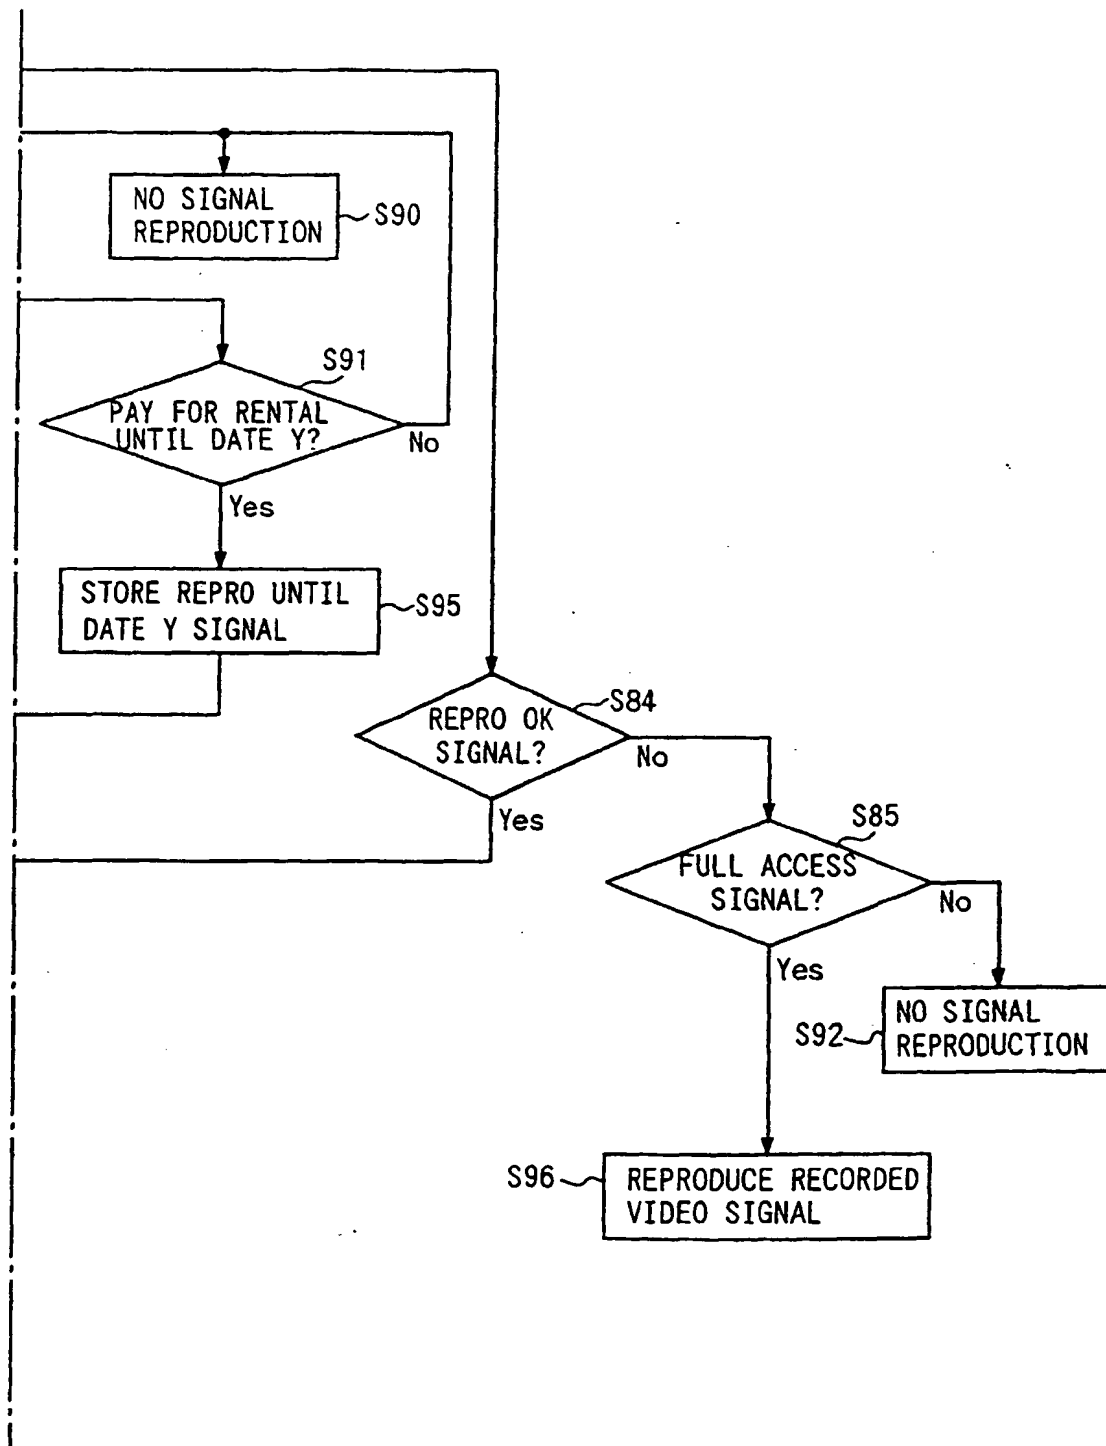 NO SIGNAL
REPRODUCTION
S90
S91
PAY FOR RENTAL
UNTIL DATE Y?
No
Yes
STORE REPRO UNTIL
DATE Y SIGNAL
S95
S84
REPRO OK
SIGNAL?
No
Yes
S85
FULL ACCESS
SIGNAL?
No
Yes
S92
NO SIGNAL
REPRODUCTION
S96
REPRODUCE RECORDED
VIDEO SIGNAL